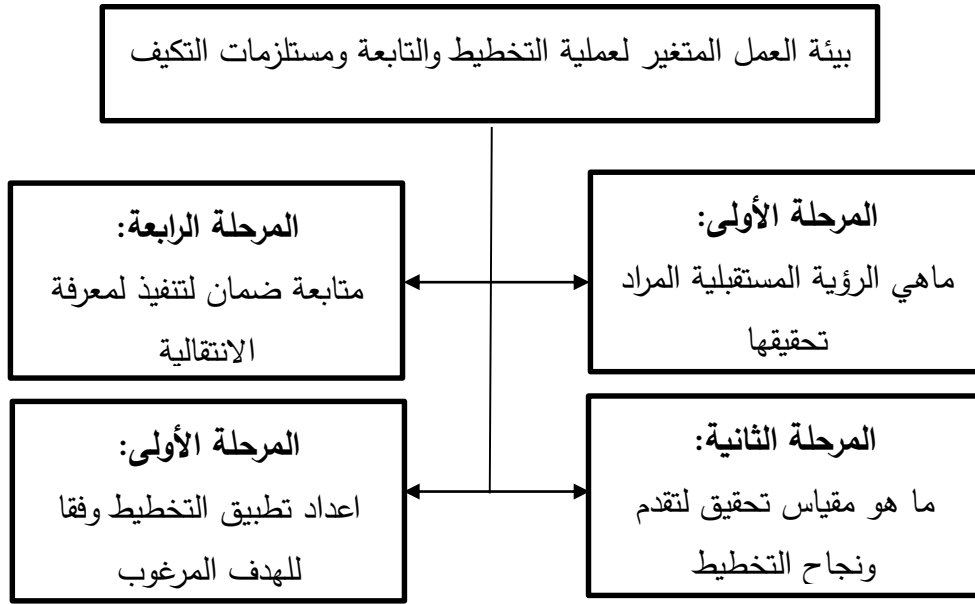 بيئة العمل المتغير لعملية التخطيط والتابعة ومستلزمات التكيف
المرحلة الأولى:
ماهي الرؤية المستقبلية المراد
تحقيقها
المرحلة الرابعة:
متابعة ضمان لتنفيذ لمعرفة
الانتقالية
المرحلة الثانية:
ما هو مقياس تحقيق لتقدم
ونجاح التخطيط
المرحلة الأولى:
اعداد تطبيق التخطيط وفقا
للهدف المرغوب